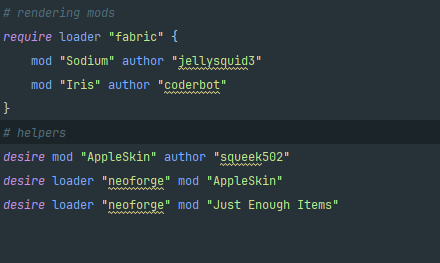 # rendering mods
require loader "fabric" {
    mod "Sodium" author "jellysquid3"
    mod "Iris" author "coderbot"
}
# helpers
desire mod "AppleSkin" author "squeek502"
desire loader "neoforge" mod "AppleSkin"
desire loader "neoforge" mod "Just Enough Items"